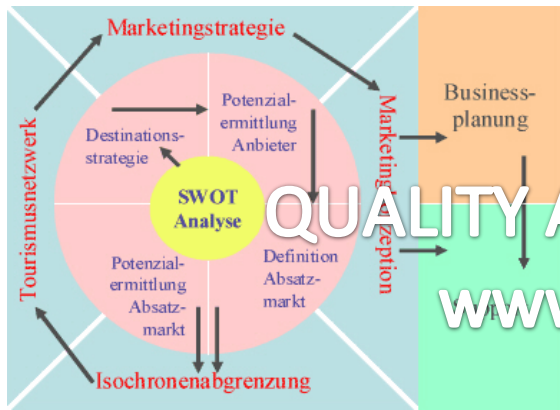 Marketingstrategie
Tourismusnetzwerk
Marketingkonzeption
Isochronenabgrenzung
Destinations-
strategie
Potenzial-
ermittlung
Anbieter
SWOT
Analyse
Potenzial-
ermittlung
Absatz-
markt
Definition
Absatz-
markt
Business-
planung
QUALITY A
www